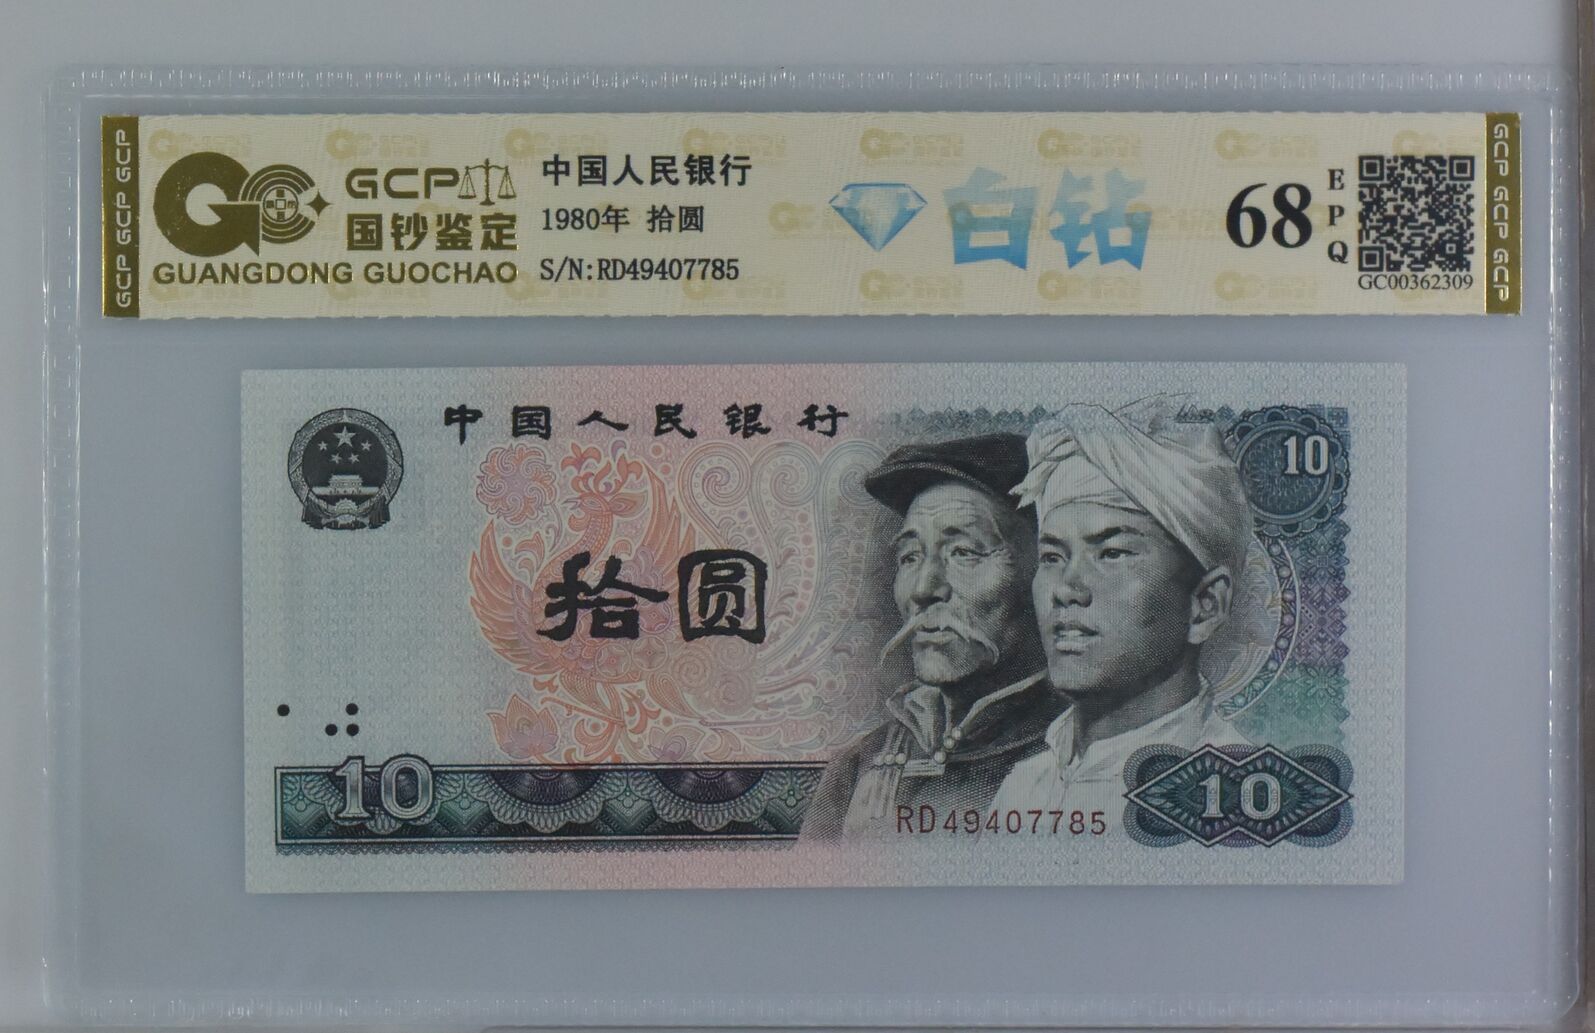 GCP GCP GCP
GCP
国钞鉴定
GUANGDONG GUOCHAO
中国人民银行
1980年 拾圆
S/N:RD49407785
白钻
68
EPQ
GC00362309
GCP GCP GCP
中国人民银行
10
拾圆
10
RD49407785
10